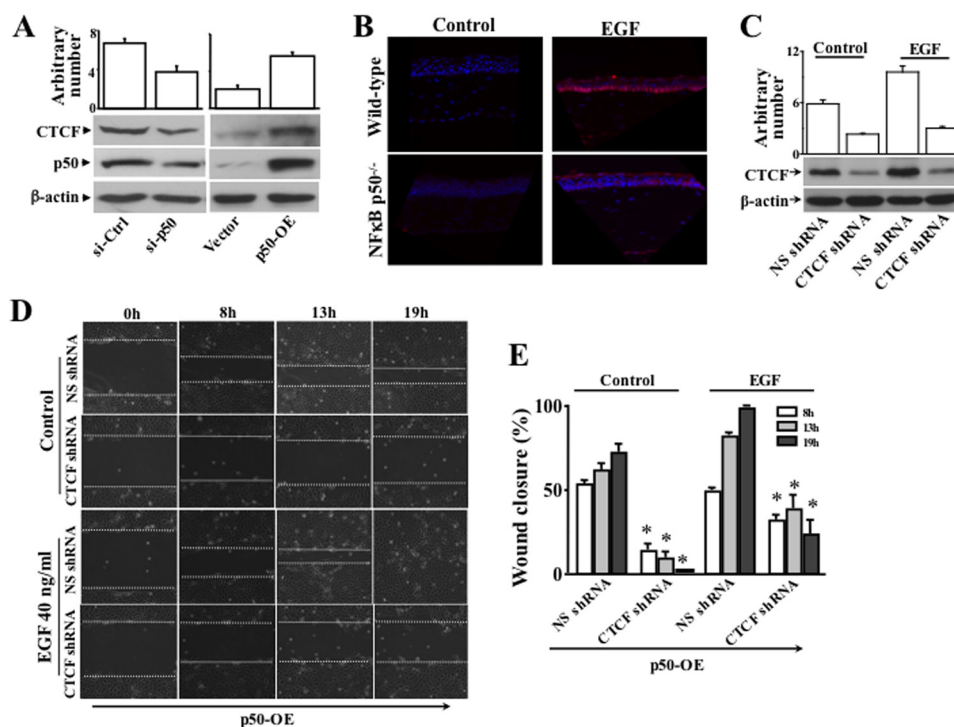 A
Arbitrary
number
8
4
0
CTCF
p50
β-actin
si-Ctrl
si-p50
Vector
p50-OE
B
Control
EGF
Wild-type
NFκB p50-/-
C
Control
EGF
Arbitrary
number
12
6
0
CTCF
β-actin
NS shRNA
CTCF shRNA
NS shRNA
CTCF shRNA
D
0h
8h
13h
19h
Control
NS shRNA
CTCF shRNA
EGF 40 ng/ml
NS shRNA
CTCF shRNA
p50-OE
E
Control
EGF
Wound closure (%)
100
50
0
8h
13h
19h
* * *
* * *
NS shRNA
CTCF shRNA
NS shRNA
CTCF shRNA
p50-OE